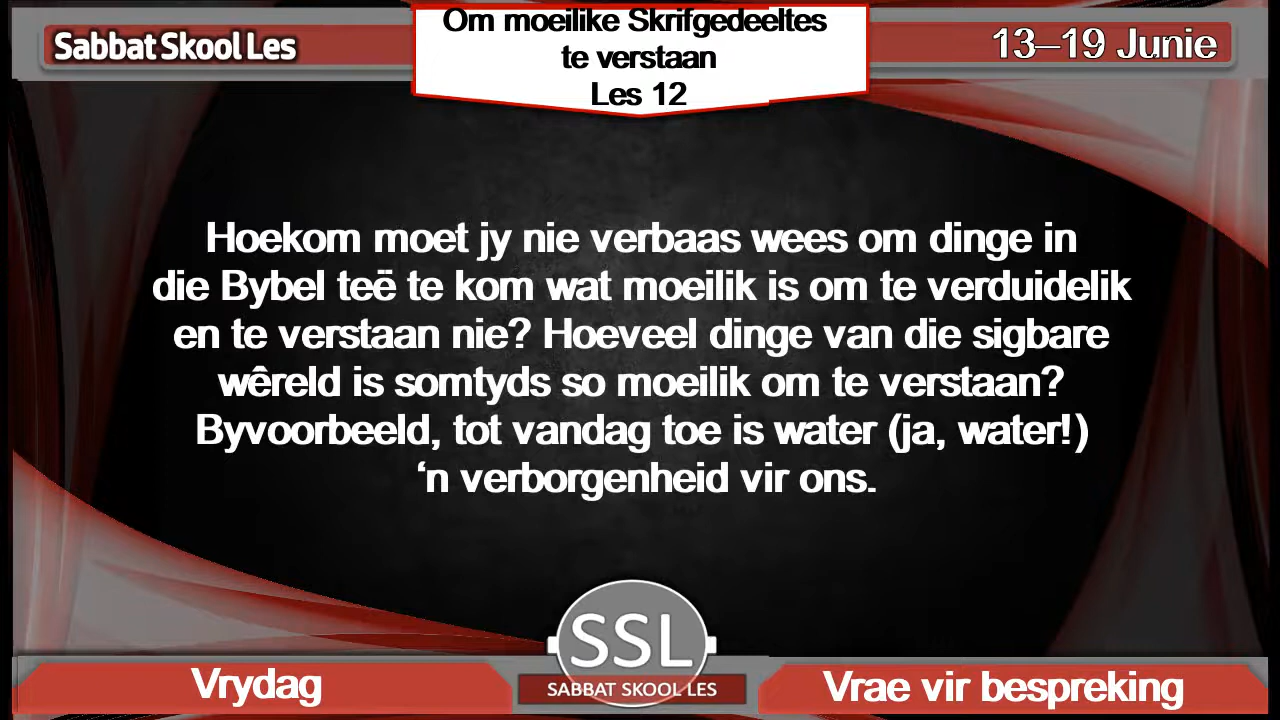 Sabbat Skool Les
Om moeilike Skrifgedeeltes
te verstaan
Les 12
13–19 Junie
Hoekom moet jy nie verbaas wees om dinge in
die Bybel teë te kom wat moeilik is om te verduidelik
en te verstaan nie? Hoeveel dinge van die sigbare
wêreld is somtyds so moeilik om te verstaan?
Byvoorbeeld, tot vandag toe is water (ja, water!)
‘n verborgenheid vir ons.
SSL
SABBAT SKOOL LES
Vrydag
Vrae vir bespreking